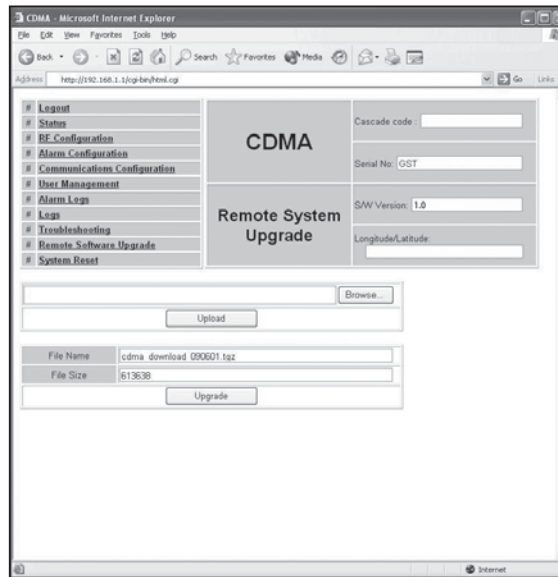 CDMA - Microsoft Internet Explorer
File Edit View Favorites Tools Help
Back Search Favorites Media
Address http://192.168.1.1/cgi-bin/html.cgi Go Links
# Logout
# Status
# RF Configuration
# Alarm Configuration
# Communications Configuration
# User Management
# Alarm Logs
# Logs
# Troubleshooting
# Remote Software Upgrade
# System Reset
CDMA
Remote System
Upgrade
Cascade code :
Serial No: GST
S/W Version: 1.0
Longitude/Latitude:
Browse...
Upload
File Name cdma_download_090601.tgz
File Size 613638
Upgrade
Internet